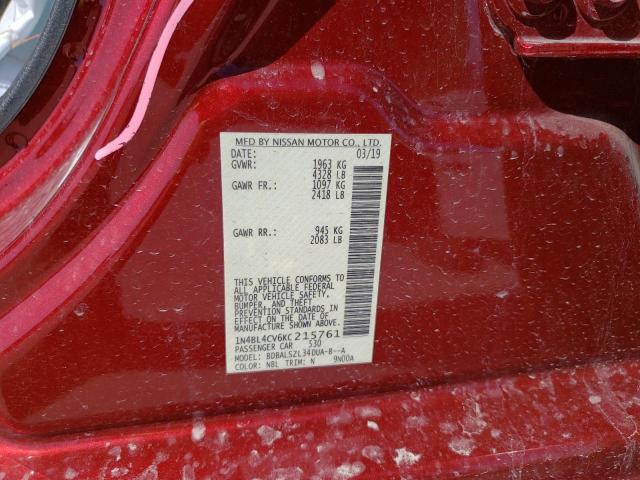 MFD BY NISSAN MOTOR CO., LTD.
DATE: 03/19
GVWR: 1963 KG
4328 LB
GAWR FR.: 1097 KG
2418 LB
GAWR RR.: 945 KG
2083 LB
THIS VEHICLE CONFORMS TO
ALL APPLICABLE FEDERAL
MOTOR VEHICLE SAFETY,
BUMPER, AND THEFT
PREVENTION STANDARDS IN
EFFECT ON THE DATE OF
MANUFACTURE SHOWN ABOVE.
1N4BL4CV6KC215761
PASSENGER CAR 530
MODEL: BDBALSZL34DUA-B--A
COLOR: NBL TRIM: N 9N00A